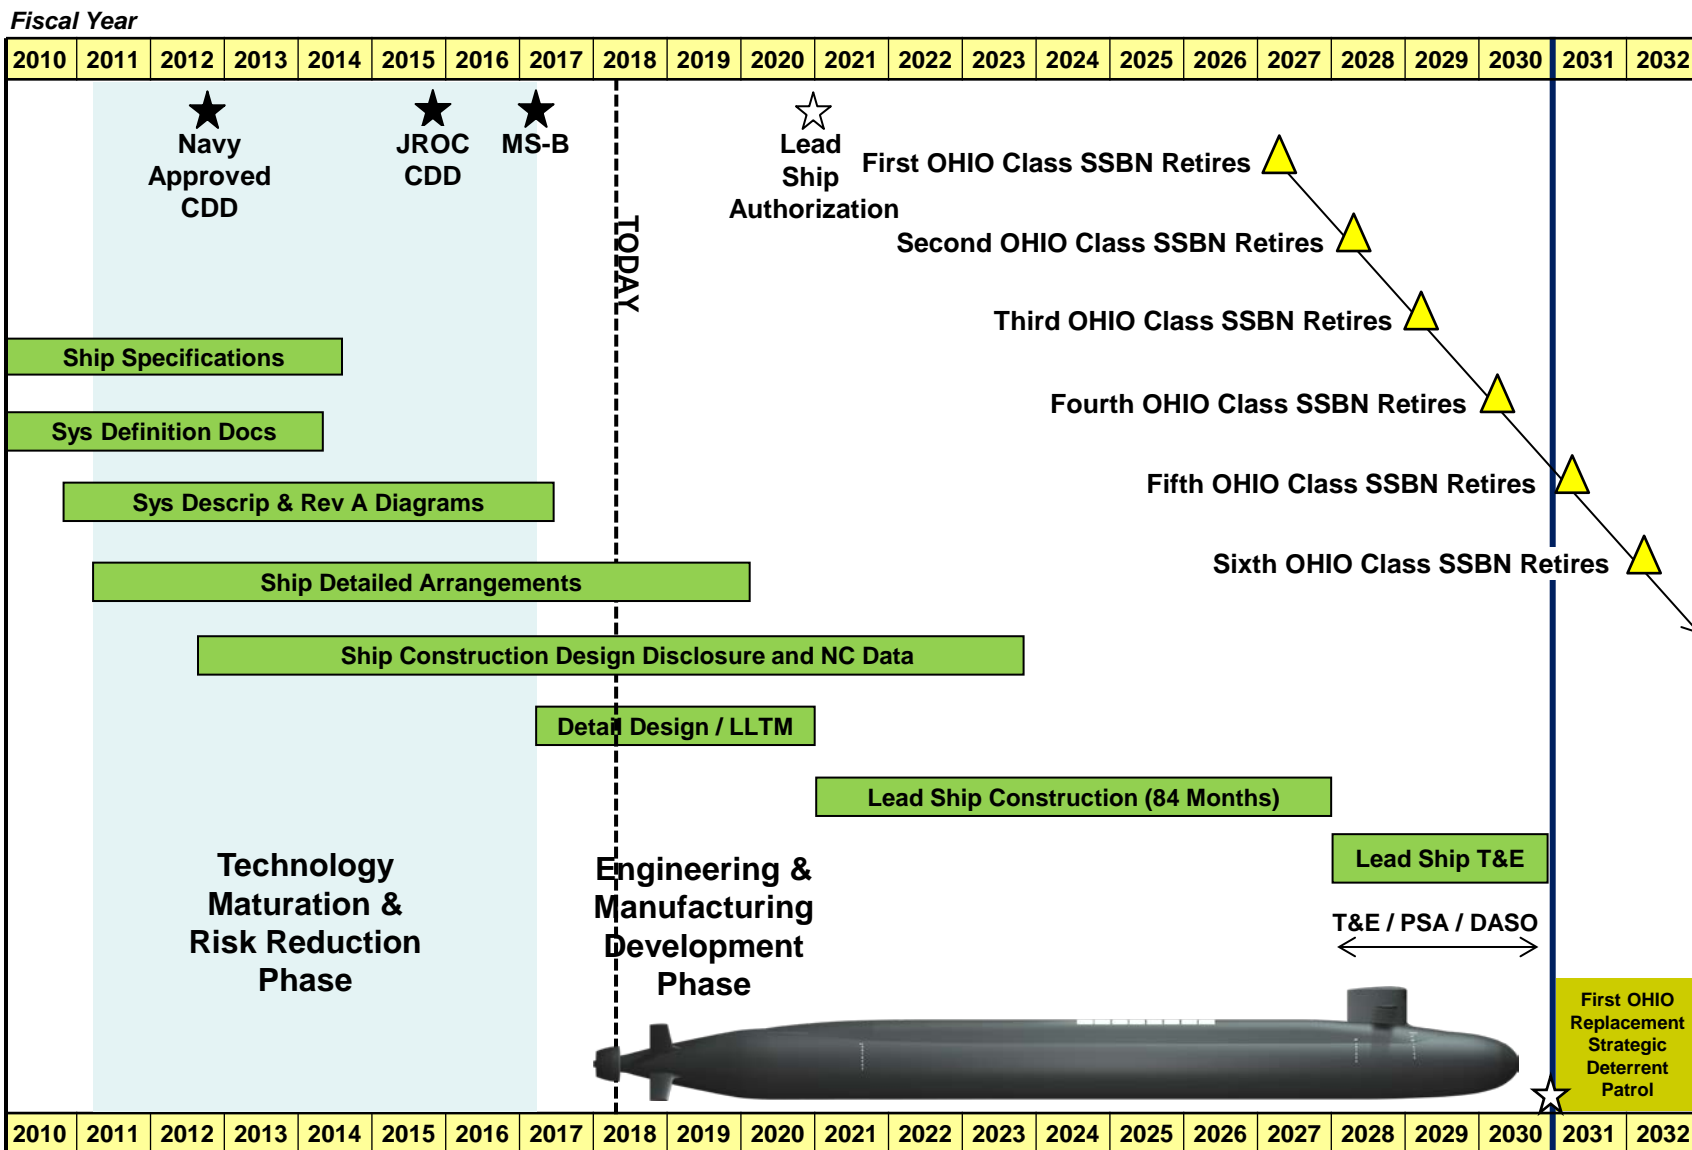 Fiscal Year
2010 2011 2012 2013 2014 2015 2016 2017 2018 2019 2020 2021 2022 2023 2024 2025 2026 2027 2028 2029 2030 2031 2032
Navy
Approved
CDD
JROC
CDD
MS-B
TODAY
Lead
Ship
Authorization
First OHIO Class SSBN Retires
Second OHIO Class SSBN Retires
Third OHIO Class SSBN Retires
Fourth OHIO Class SSBN Retires
Fifth OHIO Class SSBN Retires
Sixth OHIO Class SSBN Retires
Ship Specifications
Sys Definition Docs
Sys Descrip & Rev A Diagrams
Ship Detailed Arrangements
Ship Construction Design Disclosure and NC Data
Detail Design / LLTM
Lead Ship Construction (84 Months)
Lead Ship T&E
T&E / PSA / DASO
Technology
Maturation &
Risk Reduction
Phase
Engineering &
Manufacturing
Development
Phase
First OHIO
Replacement
Strategic
Deterrent
Patrol
2010 2011 2012 2013 2014 2015 2016 2017 2018 2019 2020 2021 2022 2023 2024 2025 2026 2027 2028 2029 2030 2031 2032